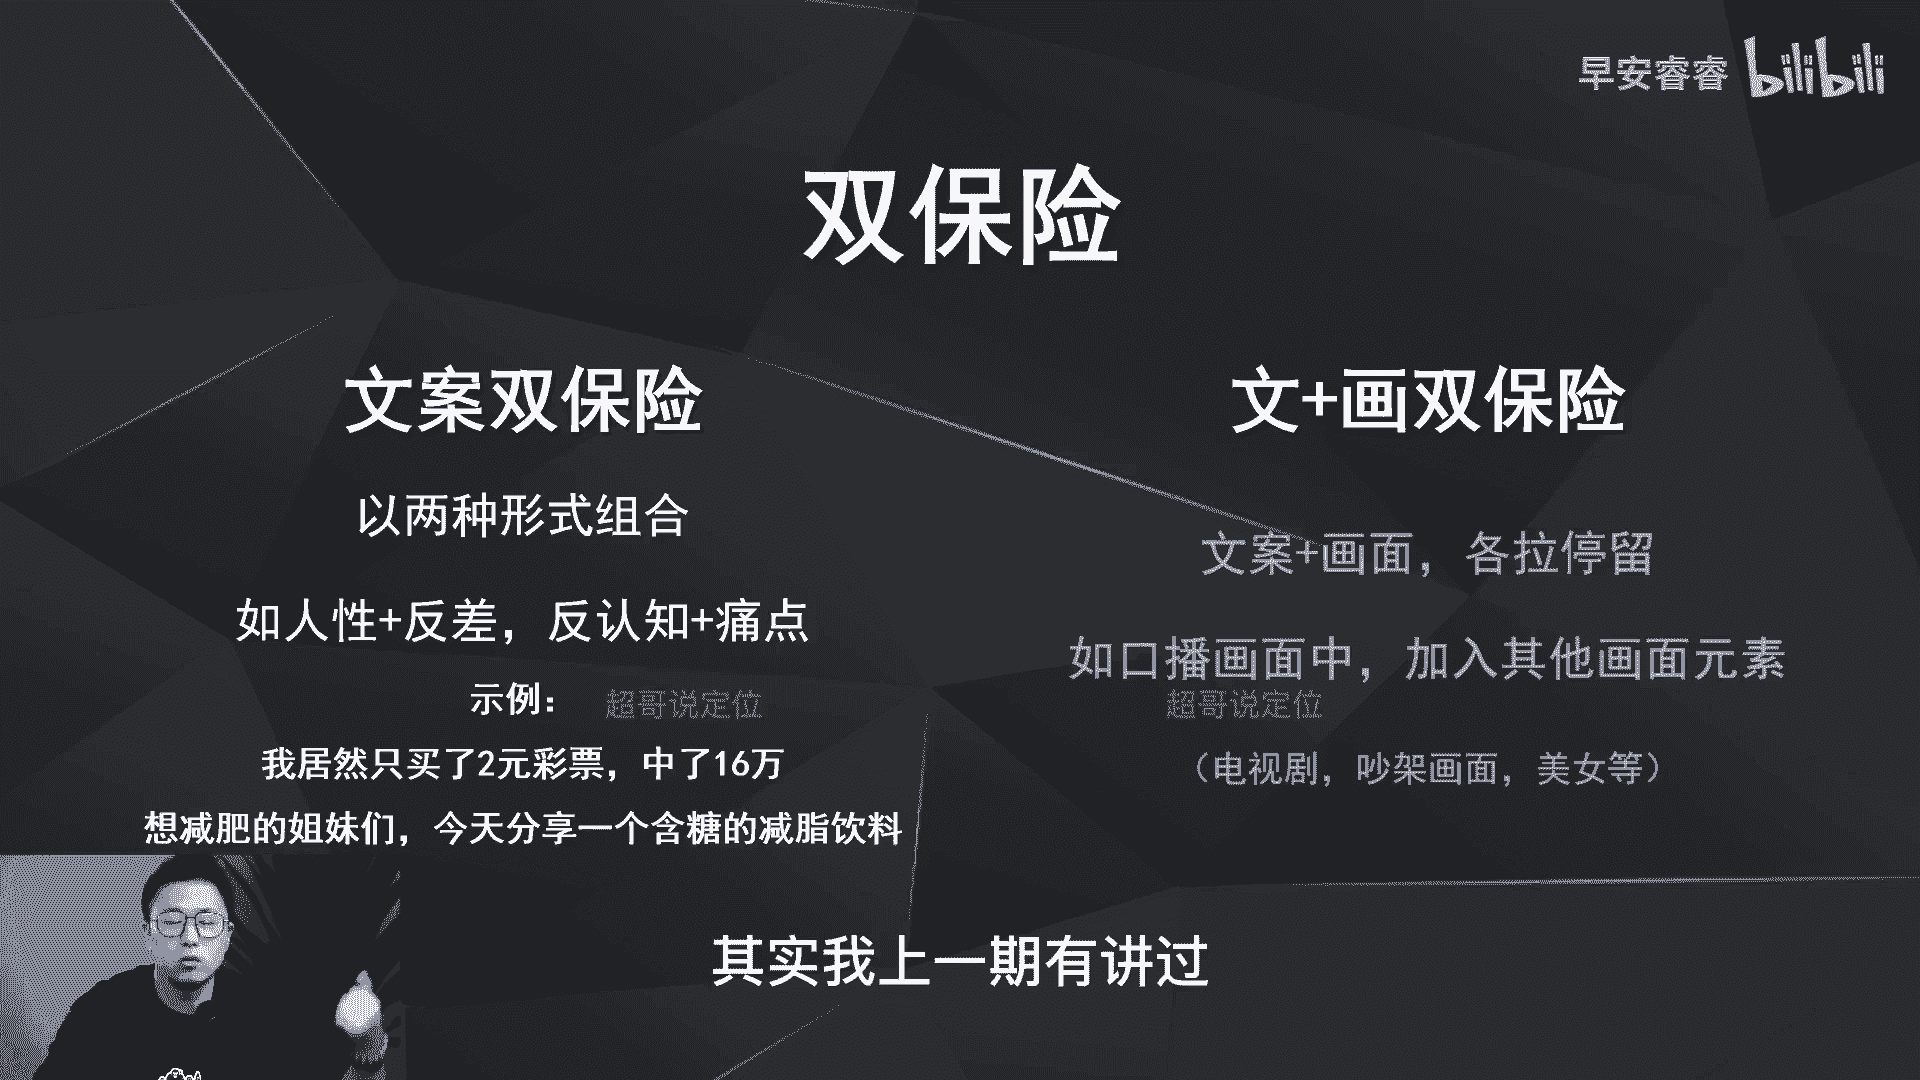 早安睿睿 bilibili
双保险
文案双保险
以两种形式组合
如人性+反差，反认知+痛点
示例：
超哥说定位
我居然只买了2元彩票，中了16万
想减肥的姐妹们，今天分享一个含糖的减脂饮料
文+画双保险
文案+画面，各拉停留
如口播画面中，加入其他画面元素
超哥说定位
（电视剧，吵架画面，美女等）
其实我上一期有讲过